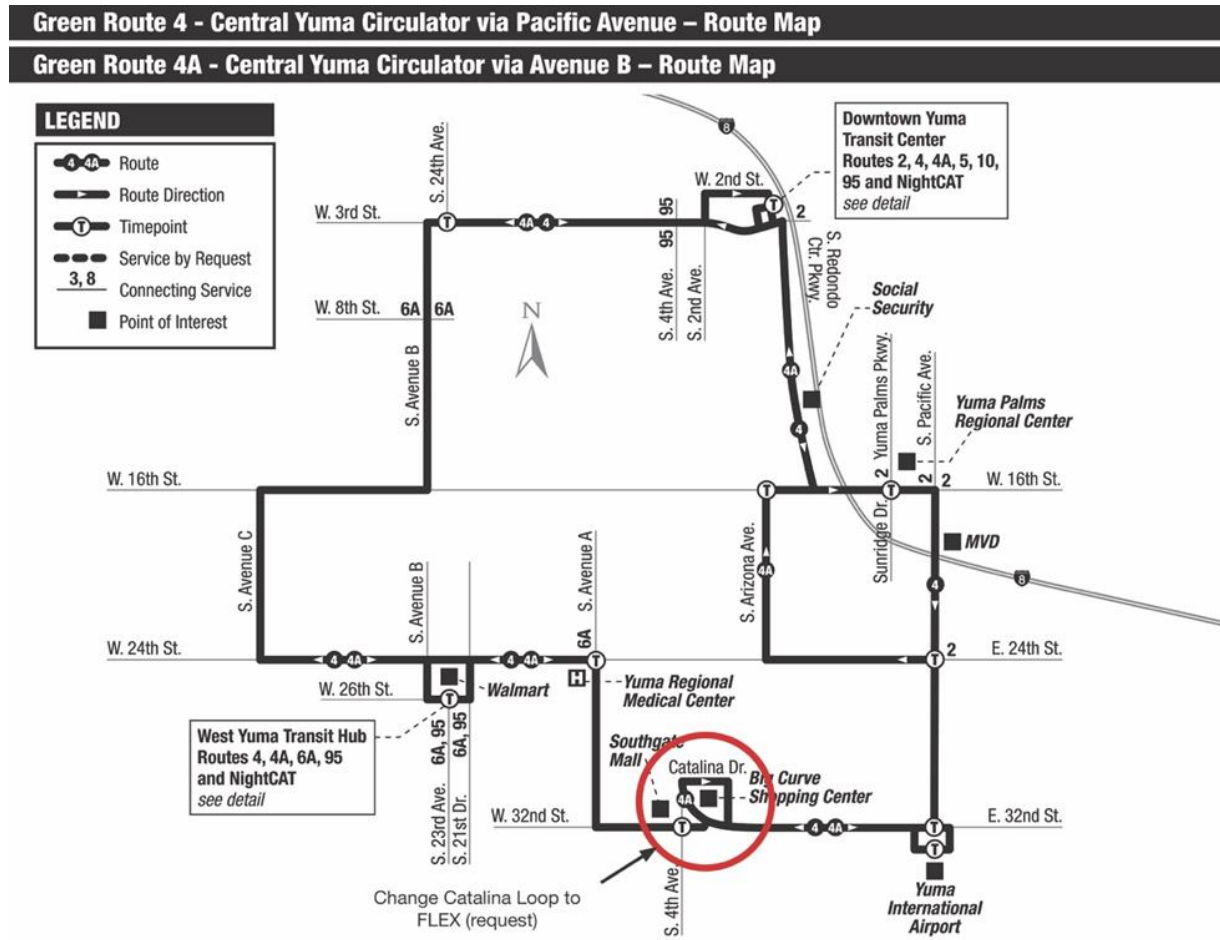 Green Route 4 - Central Yuma Circulator via Pacific Avenue – Route Map
Green Route 4A - Central Yuma Circulator via Avenue B – Route Map
LEGEND
4 4A Route
Route Direction
T Timepoint
Service by Request
3, 8 Connecting Service
Point of Interest
S. 24th Ave.
8
Downtown Yuma
Transit Center
Routes 2, 4, 4A, 5, 10,
95 and NightCAT
see detail
W. 2nd St.
T
W. 3rd St.
T
4A 4
95
95
2
S. 4th Ave.
S. 2nd Ave.
S. Redondo
Ctr. Pkwy.
W. 8th St.
6A 6A
N
S. Avenue B
Social
Security
4A
4
Yuma Palms Pkwy.
S. Pacific Ave.
Yuma Palms
Regional Center
W. 16th St.
T
2
T
2 2
W. 16th St.
S. Avenue C
S. Avenue B
S. Avenue A
S. Arizona Ave.
Sunridge Dr.
MVD
4A
4
8
W. 24th St.
4 4A
4 4A
6A
T
T
2
E. 24th St.
W. 26th St.
T
Walmart
H
Yuma Regional
Medical Center
West Yuma Transit Hub
Routes 4, 4A, 6A, 95
and NightCAT
see detail
6A, 95
6A, 95
S. 23rd Ave.
S. 21st Dr.
Southgate
Mall
Catalina Dr.
4A
Big Curve
Shopping Center
W. 32nd St.
T
4 4A
T
E. 32nd St.
T
S. 4th Ave.
Yuma
International
Airport
Change Catalina Loop to
FLEX (request)